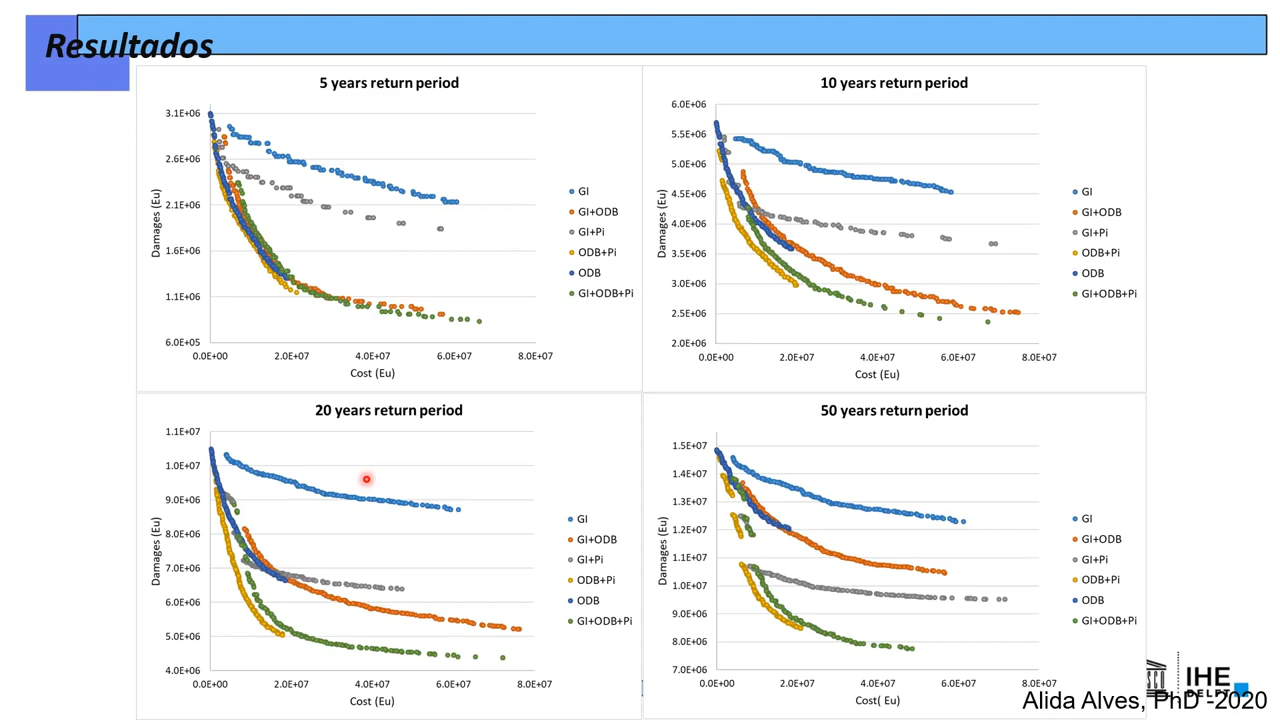 Resultados
5 years return period
3.1E+06
2.6E+06
2.1E+06
1.6E+06
1.1E+06
6.0E+05
Damages (Eu)
0.0E+00 2.0E+07 4.0E+07 6.0E+07 8.0E+07
Cost (Eu)
GI
GI+ODB
GI+Pi
ODB+Pi
ODB
GI+ODB+Pi
10 years return period
6.0E+06
5.5E+06
5.0E+06
4.5E+06
4.0E+06
3.5E+06
3.0E+06
2.5E+06
2.0E+06
Damages (Eu)
0.0E+00 2.0E+07 4.0E+07 6.0E+07 8.0E+07
Cost (Eu)
GI
GI+ODB
GI+Pi
ODB+Pi
ODB
GI+ODB+Pi
20 years return period
1.1E+07
1.0E+07
9.0E+06
8.0E+06
7.0E+06
6.0E+06
5.0E+06
4.0E+06
Damages (Eu)
0.0E+00 2.0E+07 4.0E+07 6.0E+07 8.0E+07
Cost (Eu)
GI
GI+ODB
GI+Pi
ODB+Pi
ODB
GI+ODB+Pi
50 years return period
1.5E+07
1.4E+07
1.3E+07
1.2E+07
1.1E+07
1.0E+07
9.0E+06
8.0E+06
7.0E+06
Damages (Eu)
0.0E+00 2.0E+07 4.0E+07 6.0E+07 8.0E+07
Cost( Eu)
GI
GI+ODB
GI+Pi
ODB+Pi
ODB
GI+ODB+Pi
IHE
DELFT
Alida Alves, PhD -2020